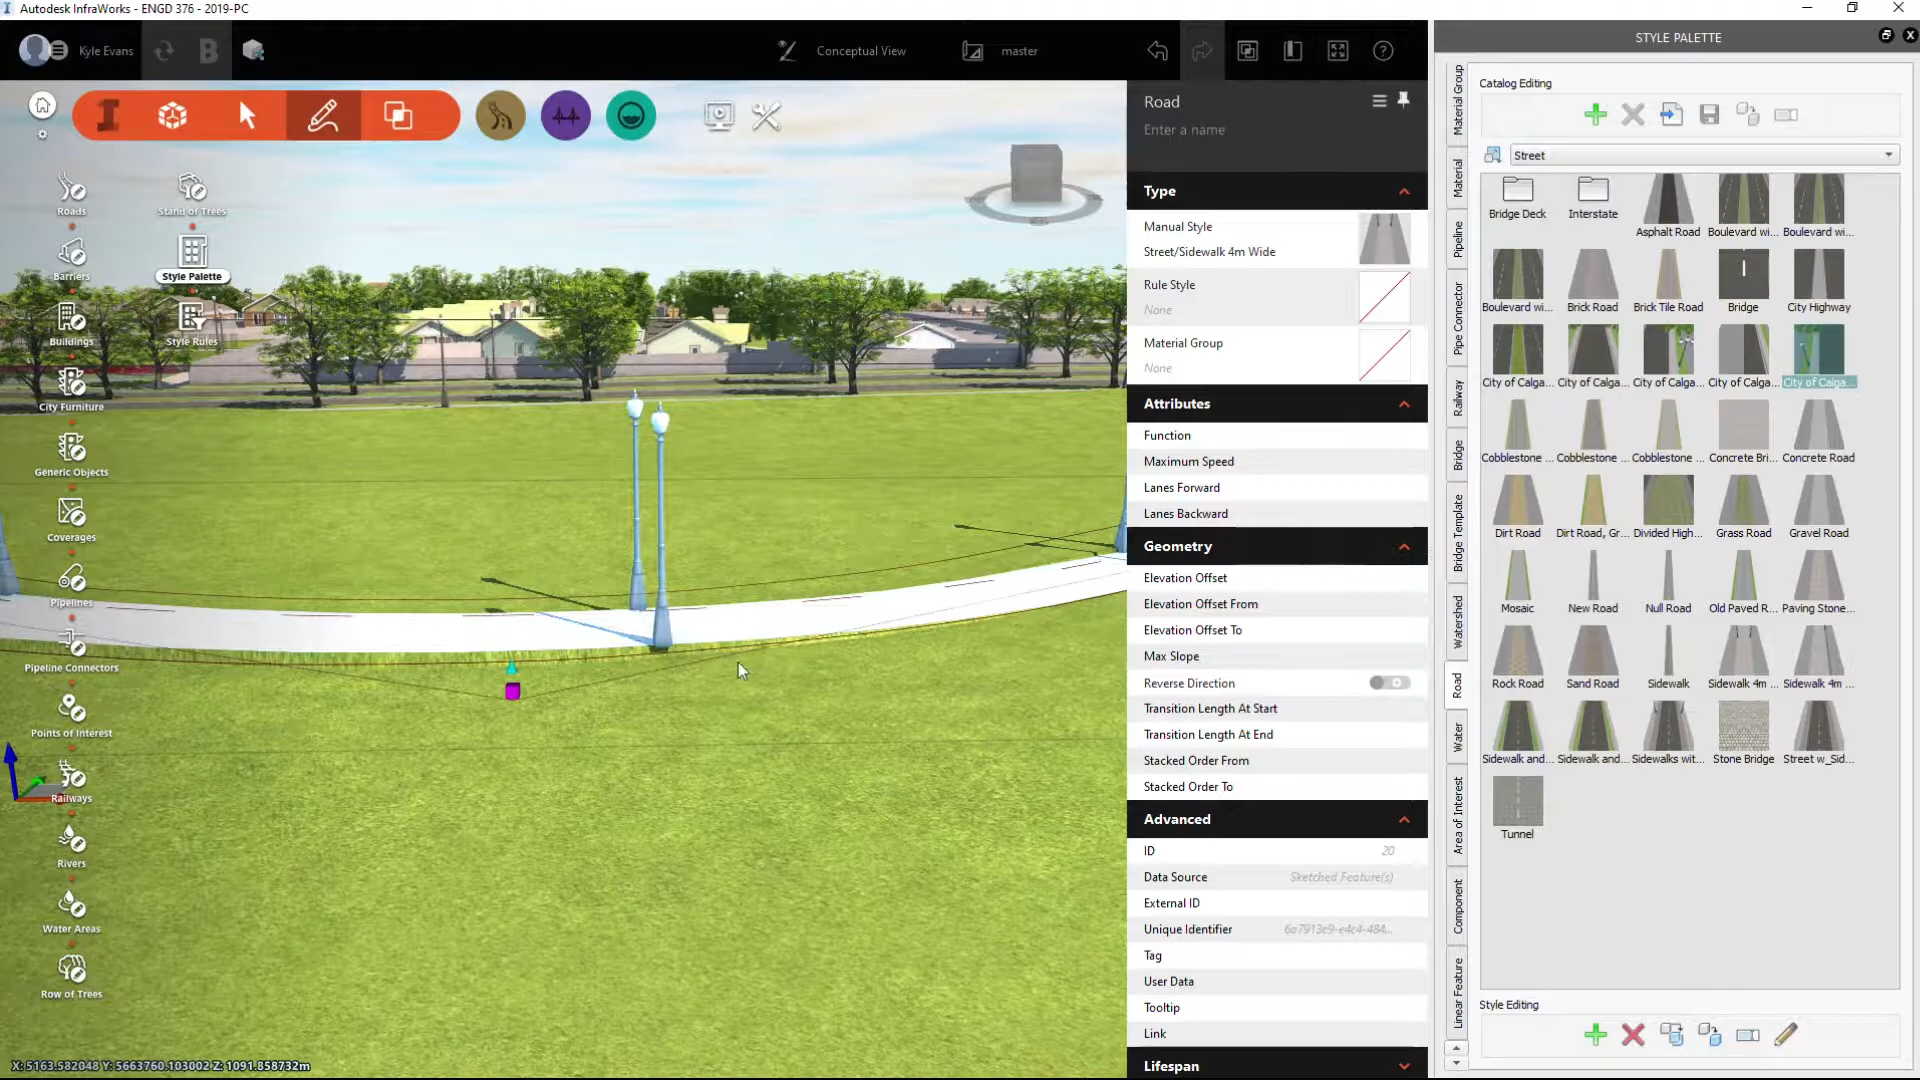 Autodesk InfraWorks - ENGD 376 - 2019-PC
Kyle Evans
Conceptual View
master
Roads
Stand of Trees
Barriers
Style Palette
Buildings
Style Rules
City Furniture
Generic Objects
Coverages
Pipelines
Pipeline Connectors
Points of Interest
Railways
Rivers
Water Areas
Row of Trees
X: 5163.582048 Y: 5663760.103002 Z: 1091.858732m
Road
Enter a name
Type
Manual Style
Street/Sidewalk 4m Wide
Rule Style
None
Material Group
None
Attributes
Function
Maximum Speed
Lanes Forward
Lanes Backward
Geometry
Elevation Offset
Elevation Offset From
Elevation Offset To
Max Slope
Reverse Direction
Transition Length At Start
Transition Length At End
Stacked Order From
Stacked Order To
Advanced
ID 20
Data Source Sketched Feature(s)
External ID
Unique Identifier 6a7913e9-e4c4-484...
Tag
User Data
Tooltip
Link
Lifespan
STYLE PALETTE
Material Group
Material
Pipeline
Pipe Connector
Railway
Bridge
Bridge Template
Watershed
Road
Water
Area of Interest
Component
Linear Feature
Catalog Editing
Street
Bridge Deck Interstate Asphalt Road Boulevard wi... Boulevard wi...
Boulevard wi... Brick Road Brick Tile Road Bridge City Highway
City of Calga... City of Calga... City of Calga... City of Calga... City of Calga...
Cobblestone ... Cobblestone ... Cobblestone ... Concrete Bri... Concrete Road
Dirt Road Dirt Road, Gr... Divided High... Grass Road Gravel Road
Mosaic New Road Null Road Old Paved R... Paving Stone...
Rock Road Sand Road Sidewalk Sidewalk 4m ... Sidewalk 4m ...
Sidewalk and... Sidewalk and... Sidewalks wit... Stone Bridge Street w_Sid...
Tunnel
Style Editing